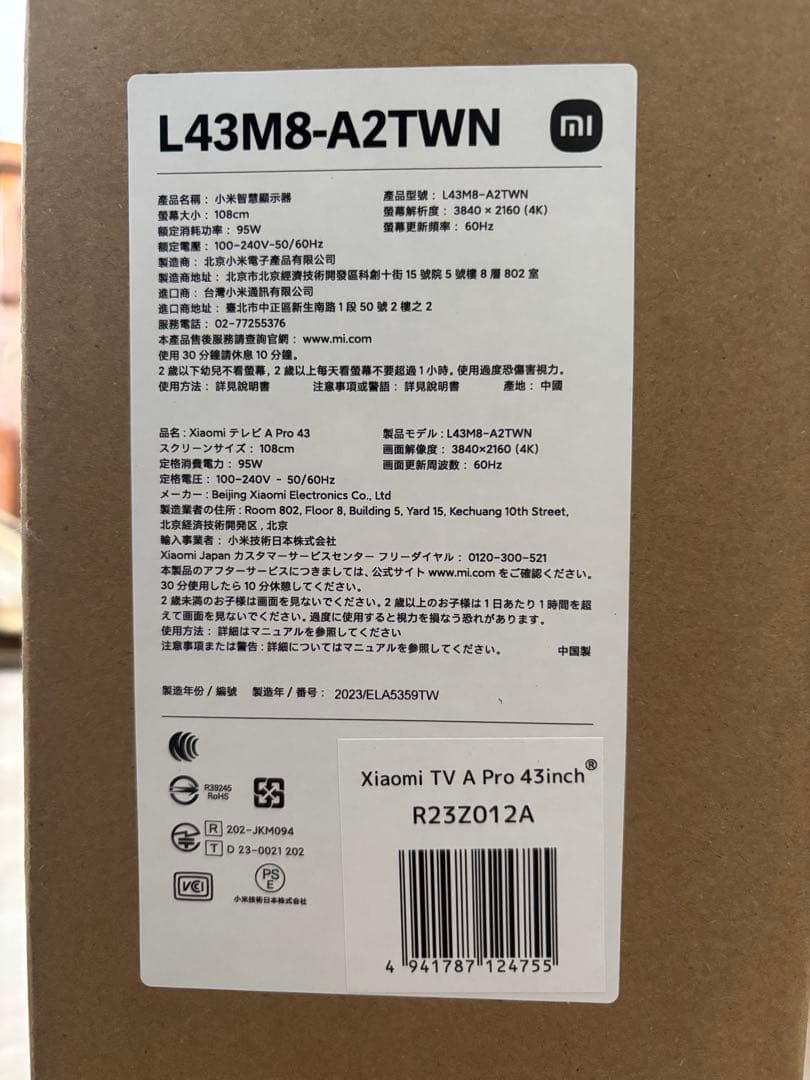 L43M8-A2TWN
mi
產品名稱：小米智慧顯示器
產品型號：L43M8-A2TWN
螢幕大小：108cm
螢幕解析度：3840 × 2160 (4K)
額定消耗功率：95W
螢幕更新頻率：60Hz
額定電壓：100-240V~50/60Hz
製造商：北京小米電子產品有限公司
製造商地址：北京市北京經濟技術開發區科創十街 15 號院 5 號樓 8 層 802 室
進口商：台灣小米通訊有限公司
進口商地址：臺北市中正區新生南路 1 段 50 號 2 樓之 2
服務電話：02-77255376
本產品售後服務請查詢官網：www.mi.com
使用 30 分鐘請休息 10 分鐘。
2 歲以下幼兒不看螢幕，2 歲以上每天看螢幕不要超過 1 小時。使用過度恐傷害視力。
使用方法：詳見說明書 注意事項或警語：詳見說明書 產地：中國
品名：Xiaomi テレビ A Pro 43
製品モデル：L43M8-A2TWN
スクリーンサイズ：108cm
画面解像度：3840×2160 (4K)
定格消費電力：95W
画面更新周波数：60Hz
定格電圧：100-240V ~ 50/60Hz
メーカー：Beijing Xiaomi Electronics Co., Ltd
製造業者の住所：Room 802, Floor 8, Building 5, Yard 15, Kechuang 10th Street,
北京経済技術開発区 , 北京
輸入事業者：小米技術日本株式会社
Xiaomi Japan カスタマーサービスセンター フリーダイヤル：0120-300-521
本製品のアフターサービスにつきましては、公式サイト www.mi.com をご確認ください。
30 分使用したら 10 分休憩してください。
2 歳未満のお子様は画面を見ないでください。2 歳以上のお子様は 1 日あたり 1 時間を超
えて画面を見ないでください。過度に使用すると視力を損なう恐れがあります。
使用方法：詳細はマニュアルを参照してください
注意事項または警告：詳細についてはマニュアルを参照してください。 中国製
製造年份 / 編號 製造年 / 番号：2023/ELA5359TW
R39245
RoHS
R 202-JKM094
T D 23-0021 202
VCI
PS
E
小米技術日本株式会社
Xiaomi TV A Pro 43inch®
R23Z012A
4 941787 124755